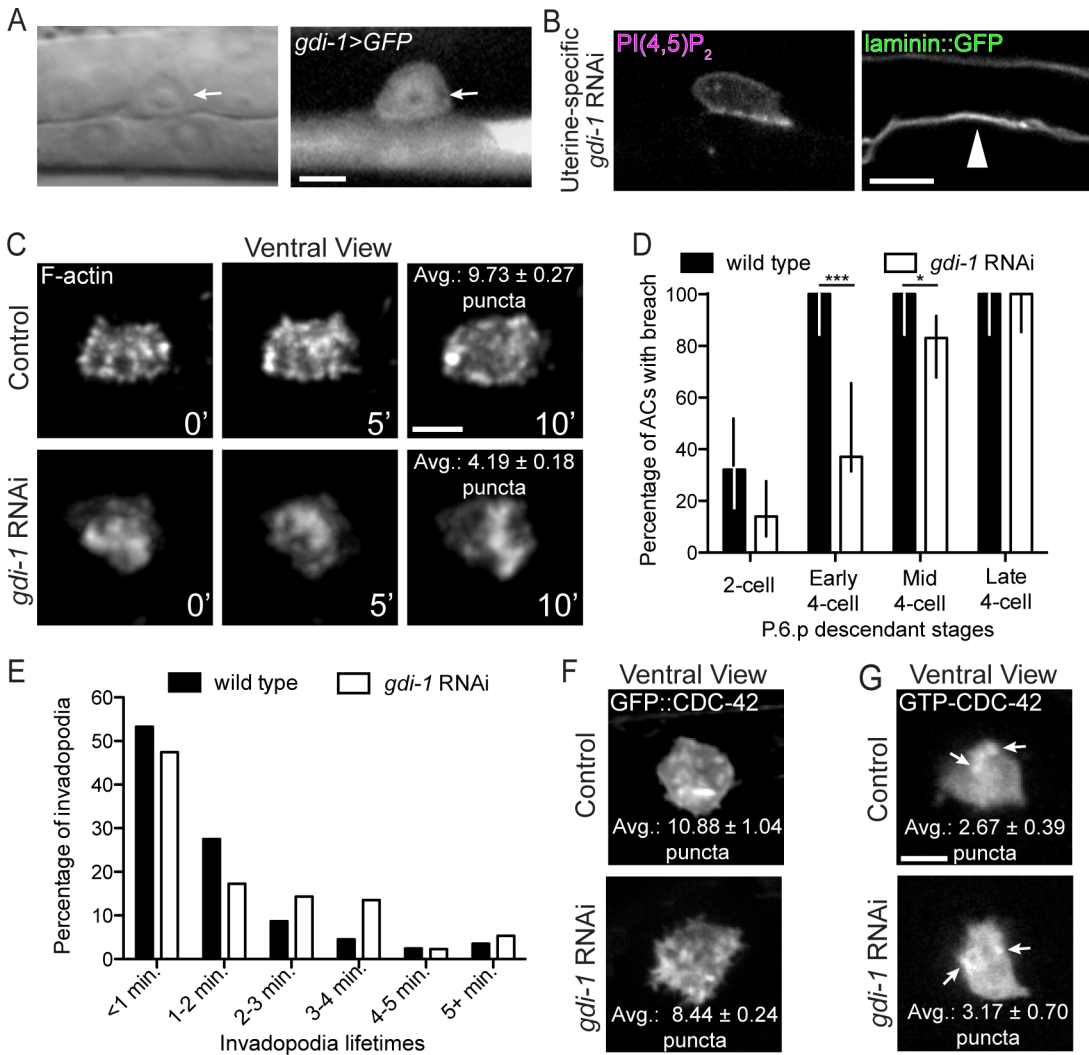 A
gdi-1>GFP
B
Uterine-specific
gdi-1 RNAi
PI(4,5)P2
laminin::GFP
C
Ventral View
Control
F-actin
0’
5’
Avg.: 9.73 ± 0.27
puncta
10’
gdi-1 RNAi
0’
5’
Avg.: 4.19 ± 0.18
puncta
10’
D
wild type
gdi-1 RNAi
Percentage of ACs with breach
100
80
60
40
20
0
***
*
2-cell
Early
4-cell
Mid
4-cell
Late
4-cell
P.6.p descendant stages
E
wild type
gdi-1 RNAi
Percentage of invadopodia
60
50
40
30
20
10
0
<1 min.
1-2 min.
2-3 min.
3-4 min.
4-5 min.
5+ min.
Invadopodia lifetimes
F
Ventral View
Control
GFP::CDC-42
Avg.: 10.88 ± 1.04
puncta
gdi-1 RNAi
Avg.: 8.44 ± 0.24
puncta
G
Ventral View
Control
GTP-CDC-42
Avg.: 2.67 ± 0.39
puncta
gdi-1 RNAi
Avg.: 3.17 ± 0.70
puncta